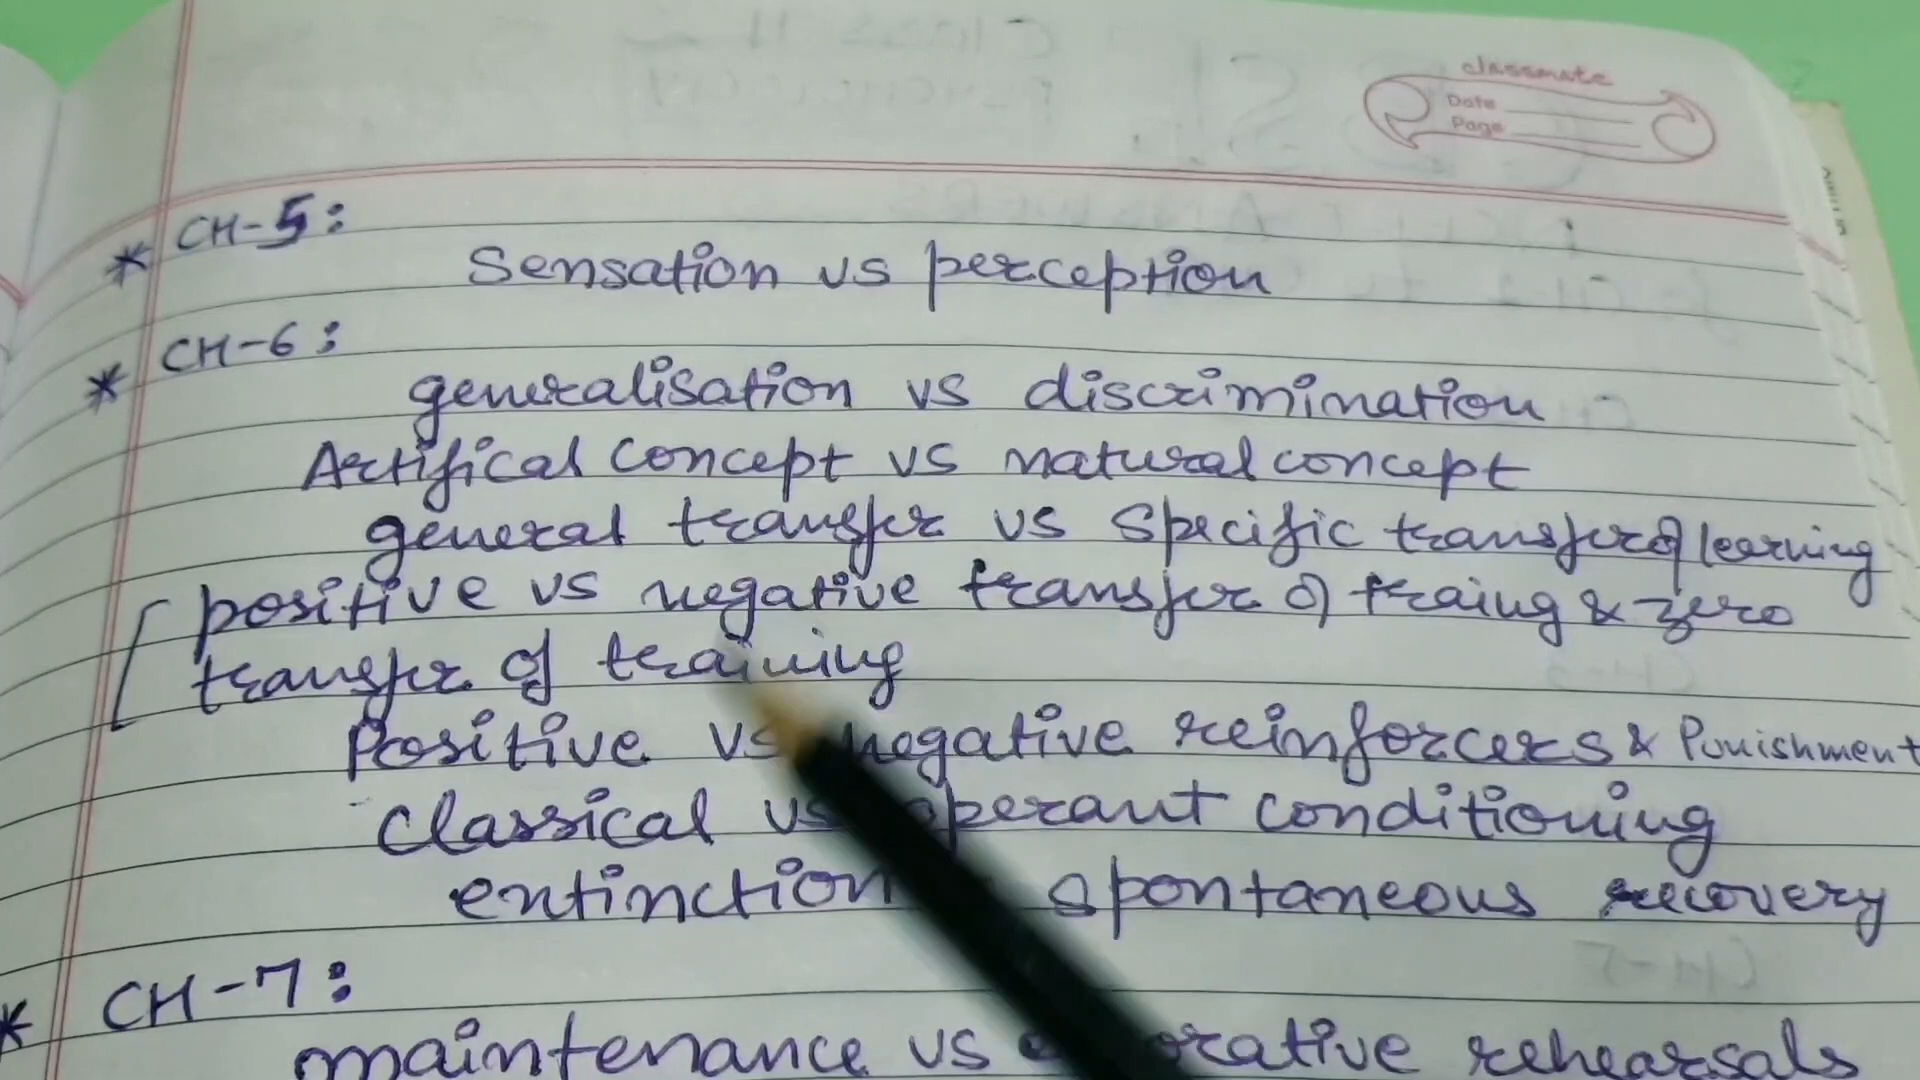 classmate
Date
Page
* CH-5:
Sensation vs perception
* CH-6:
generalisation vs discrimination
Artifical concept vs natural concept
general transfer vs specific transfer of learning
positive vs negative transfer of traing & zero
transfer of training
Positive vs negative reinforcers & Punishment
Classical vs operant conditioning
extinction spontaneous recovery
* CH-7:
maintenance vs rehearsals